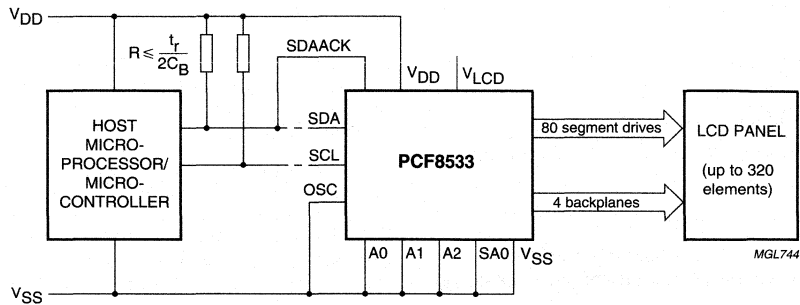 VDD
R ≤ tr
2CB
SDAACK
VDD
VLCD
HOST
MICRO-
PROCESSOR/
MICRO-
CONTROLLER
SDA
SCL
OSC
PCF8533
80 segment drives
4 backplanes
LCD PANEL
(up to 320
elements)
A0
A1
A2
SA0
VSS
MGL744
VSS